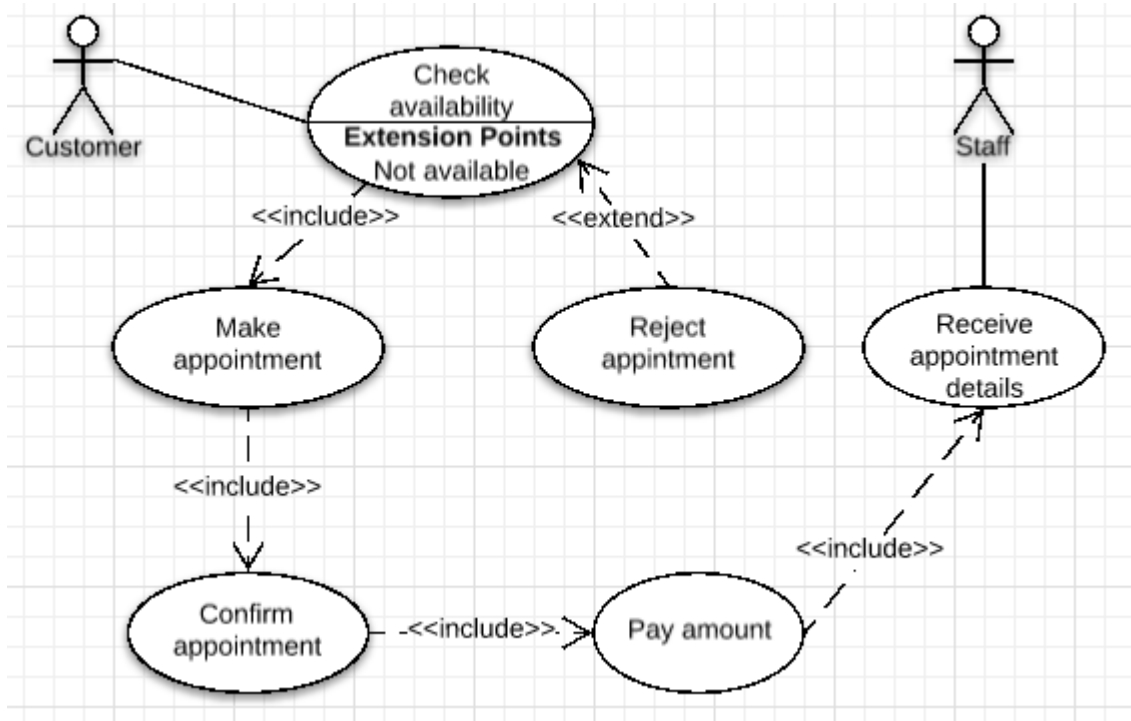 Check
availability
Extension Points
Not available
Customer
Staff
<<include>>
<<extend>>
Make
appointment
Reject
appintment
Receive
appointment
details
<<include>>
<<include>>
Confirm
appointment
<<include>>
Pay amount